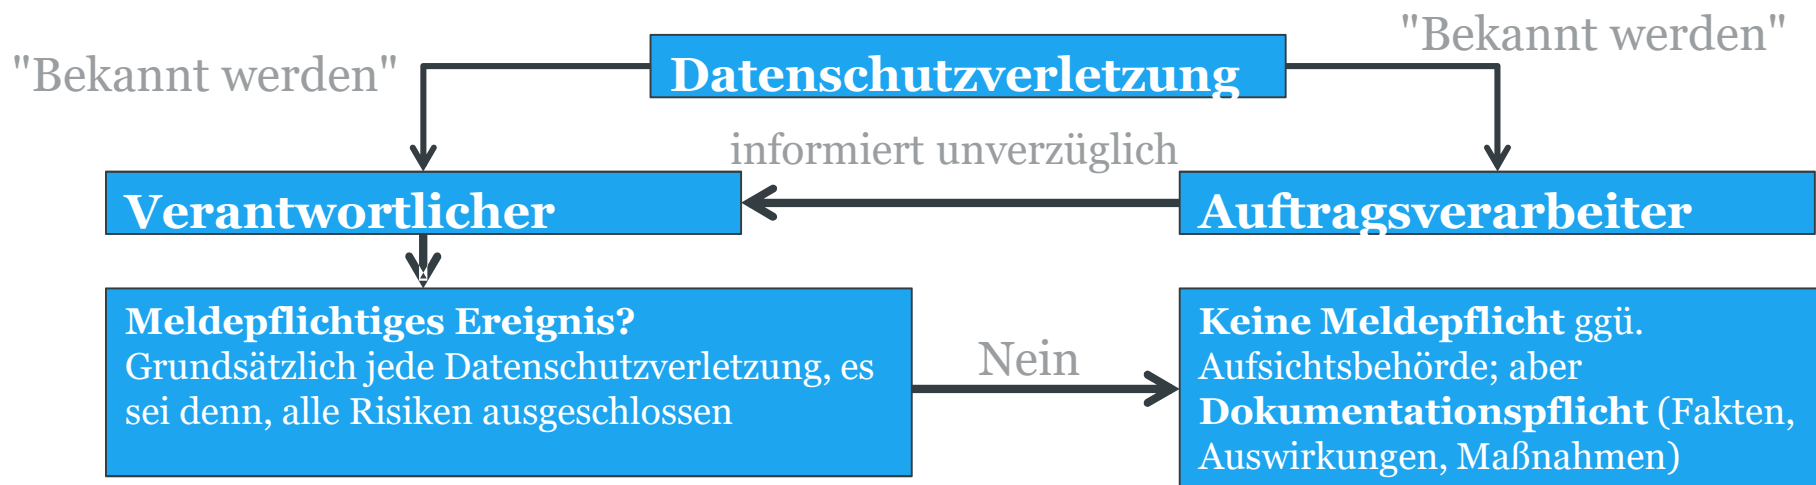 "Bekannt werden"
"Bekannt werden"
Datenschutzverletzung
informiert unverzüglich
Verantwortlicher
Auftragsverarbeiter
Meldepflichtiges Ereignis?
Grundsätzlich jede Datenschutzverletzung, es
sei denn, alle Risiken ausgeschlossen
Nein
Keine Meldepflicht ggü.
Aufsichtsbehörde; aber
Dokumentationspflicht (Fakten,
Auswirkungen, Maßnahmen)